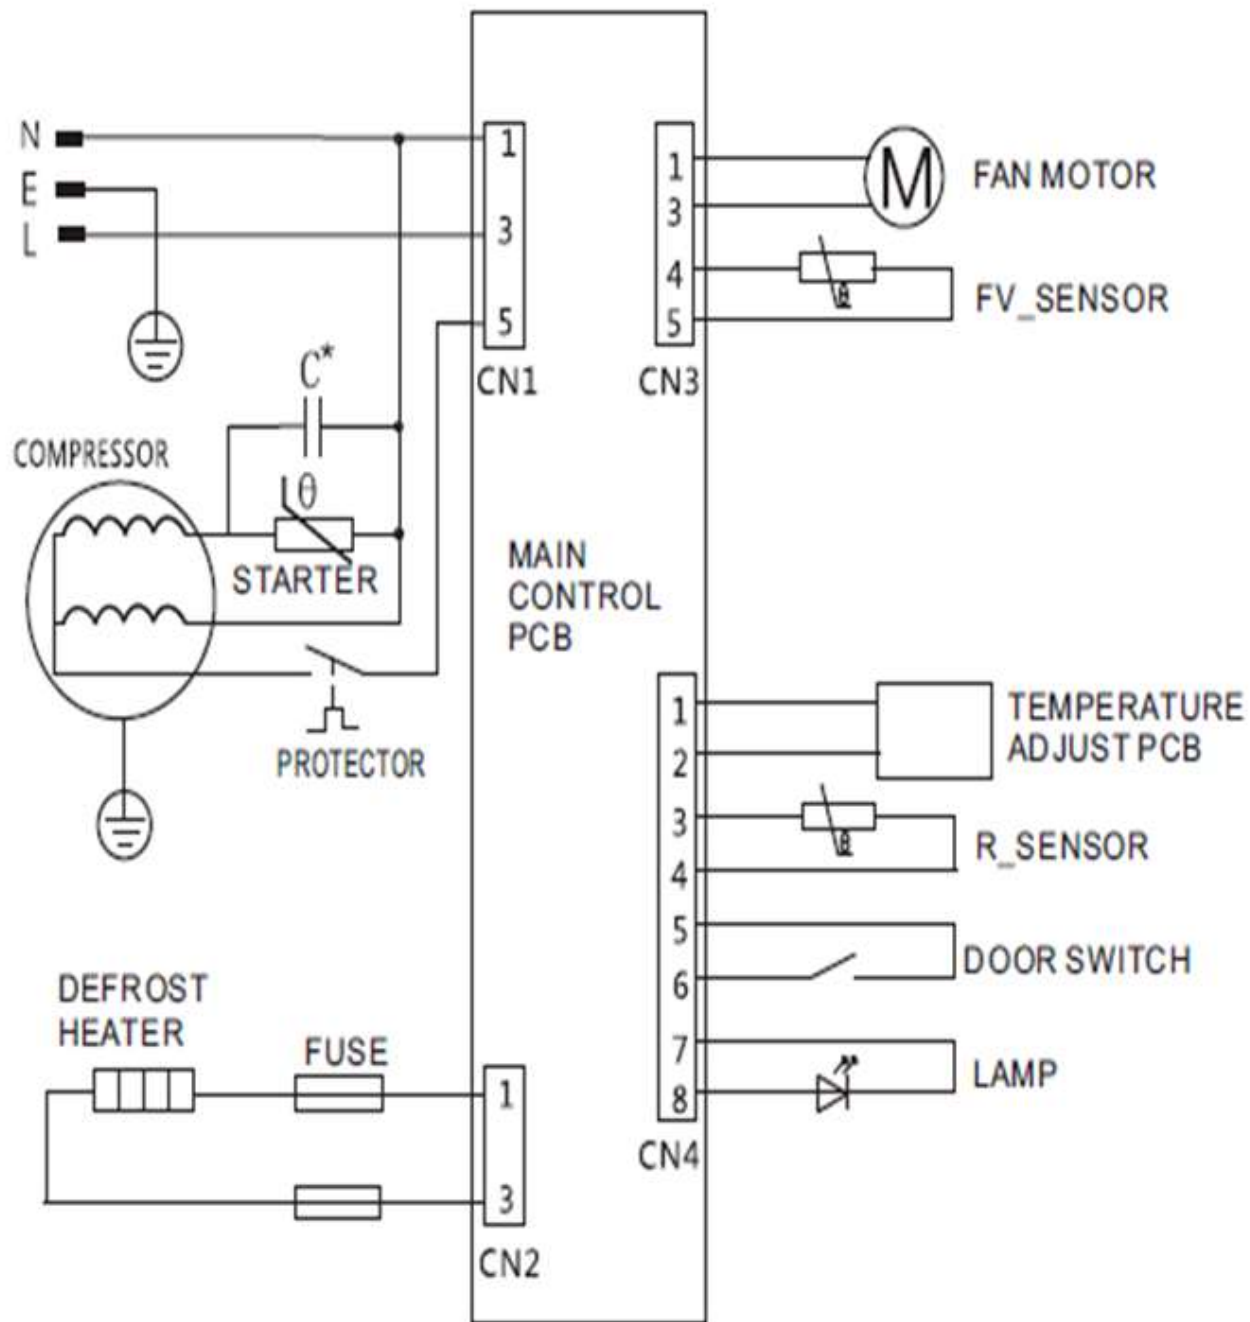 N
E
L
1
3
5
CN1
1
3
4
5
CN3
FAN MOTOR
FV_SENSOR
C*
θ
COMPRESSOR
STARTER
PROTECTOR
MAIN
CONTROL
PCB
1
2
3
4
5
6
7
8
CN4
TEMPERATURE
ADJUST PCB
R_SENSOR
DOOR SWITCH
LAMP
DEFROST
HEATER
FUSE
1
3
CN2
M
θ
θ